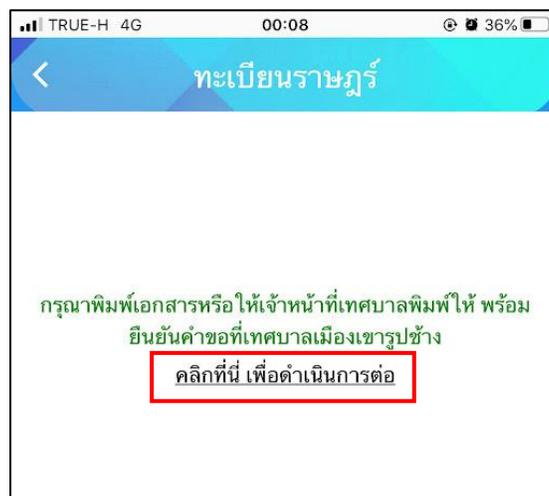 TRUE-H 4G 00:08 36%
ทะเบียนราษฎร์
กรุณาพิมพ์เอกสารหรือให้เจ้าหน้าที่เทศบาลพิมพ์ให้ พร้อม
ยืนยันคำขอที่เทศบาลเมืองเขารูปช้าง
คลิกที่นี่ เพื่อดำเนินการต่อ